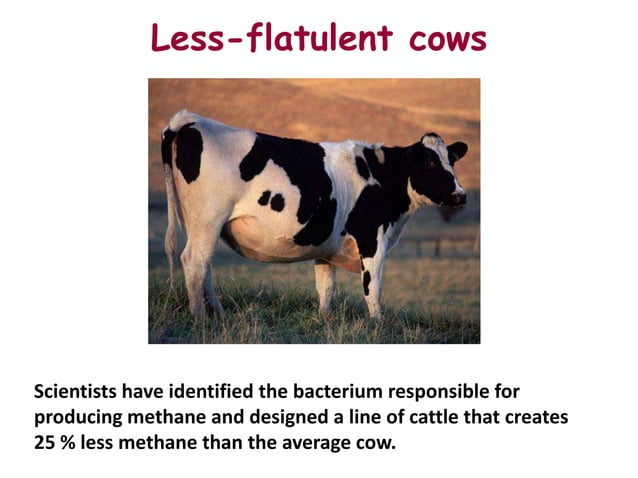 Less-flatulent cows
Scientists have identified the bacterium responsible for
producing methane and designed a line of cattle that creates
25 % less methane than the average cow.